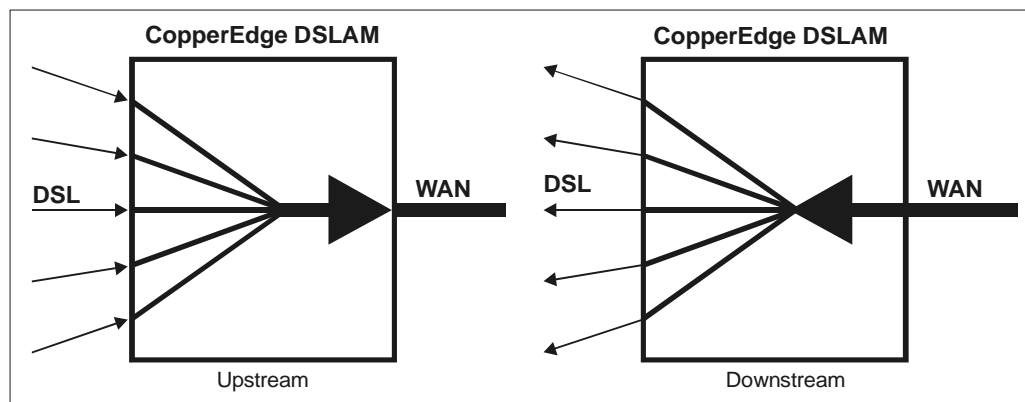 CopperEdge DSLAM
DSL
WAN
Upstream
CopperEdge DSLAM
DSL
WAN
Downstream